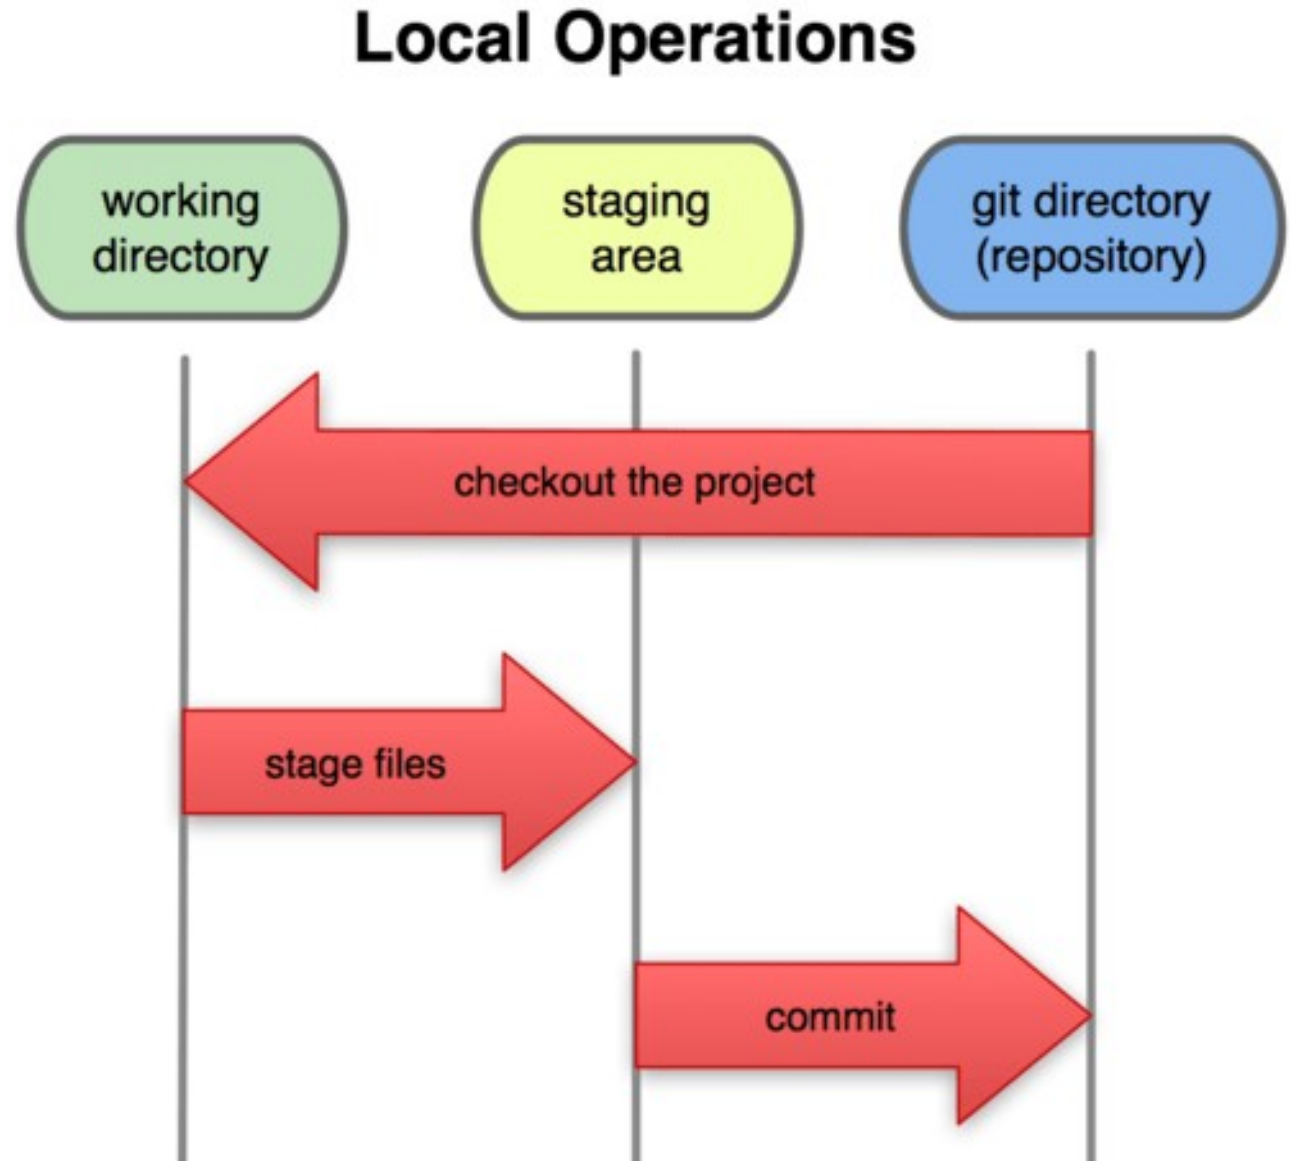 Local Operations
working
directory
staging
area
git directory
(repository)
checkout the project
stage files
commit